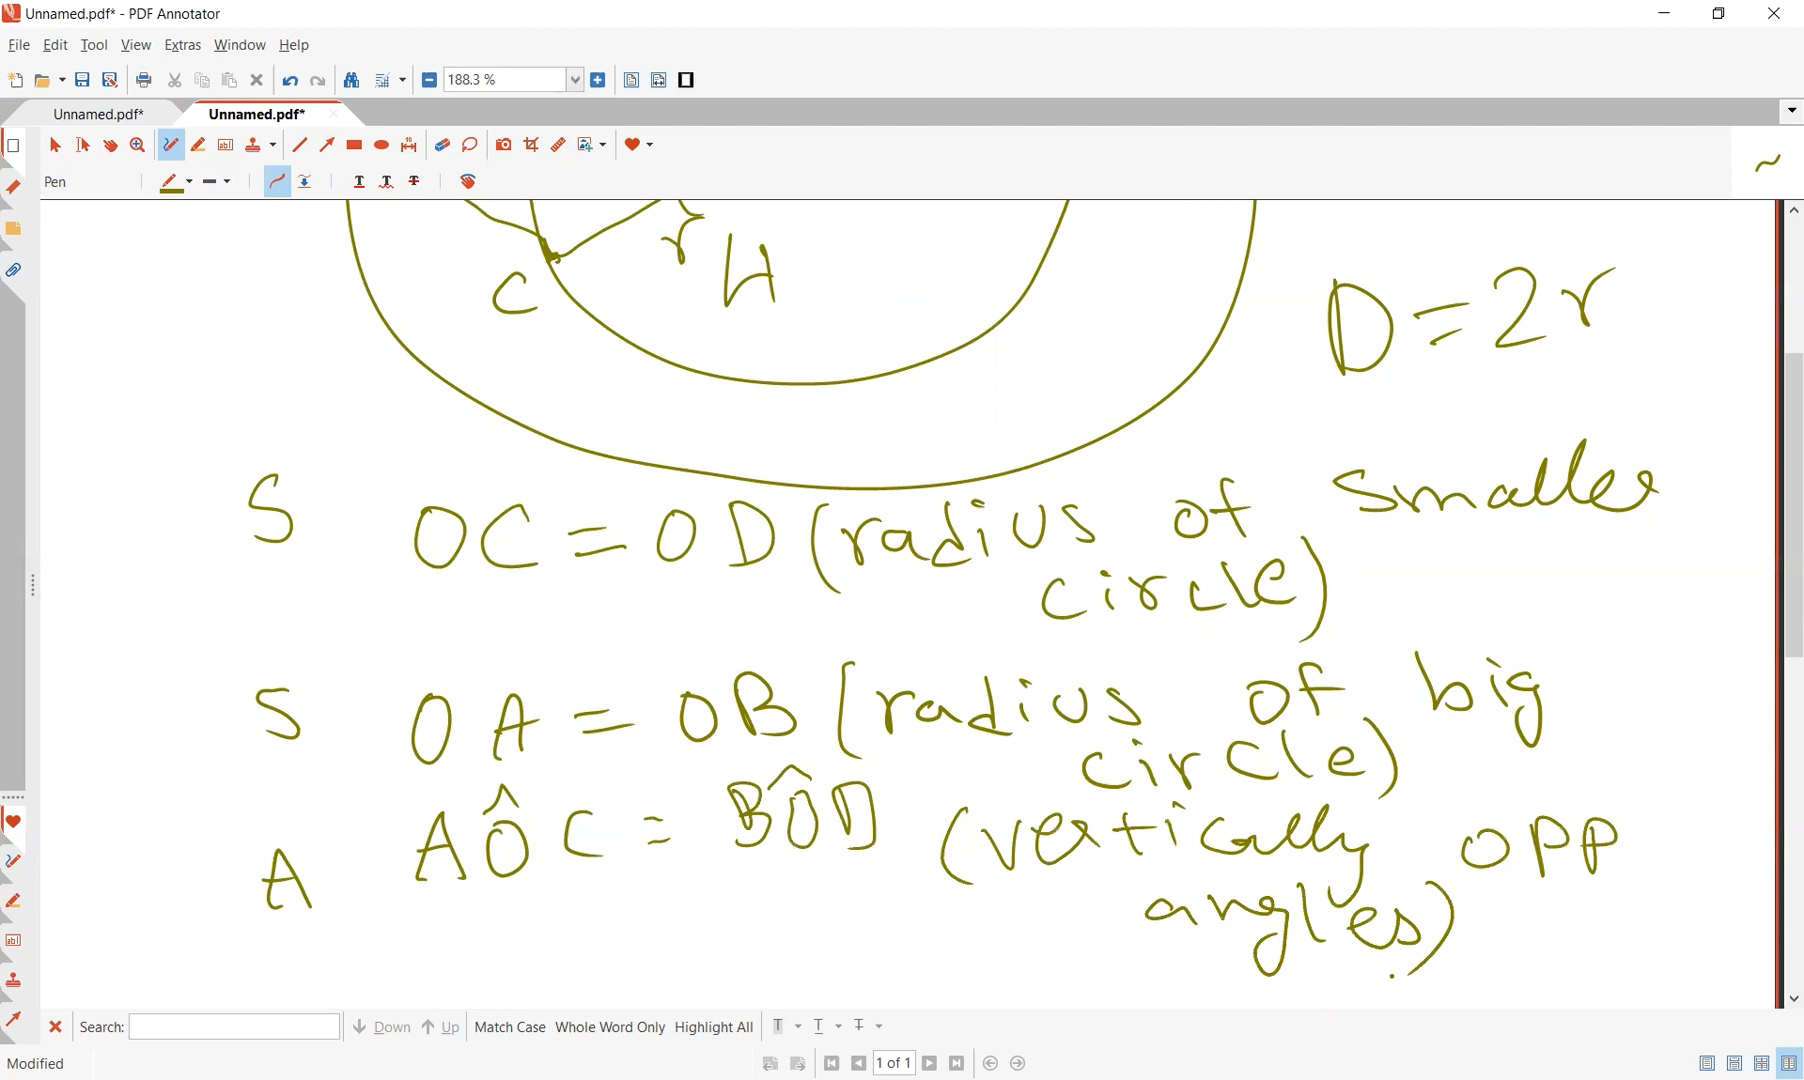 Unnamed.pdf* - PDF Annotator
File Edit Tool View Extras Window Help
188.3 %
Unnamed.pdf* Unnamed.pdf*
Pen
r
C H
D = 2r
S OC = OD (radius of smaller
circle)
S OA = OB (radius of big
circle)
A AÔC = BÔD (vertically opp
angles)
Search: Down Up Match Case Whole Word Only Highlight All
Modified 1 of 1